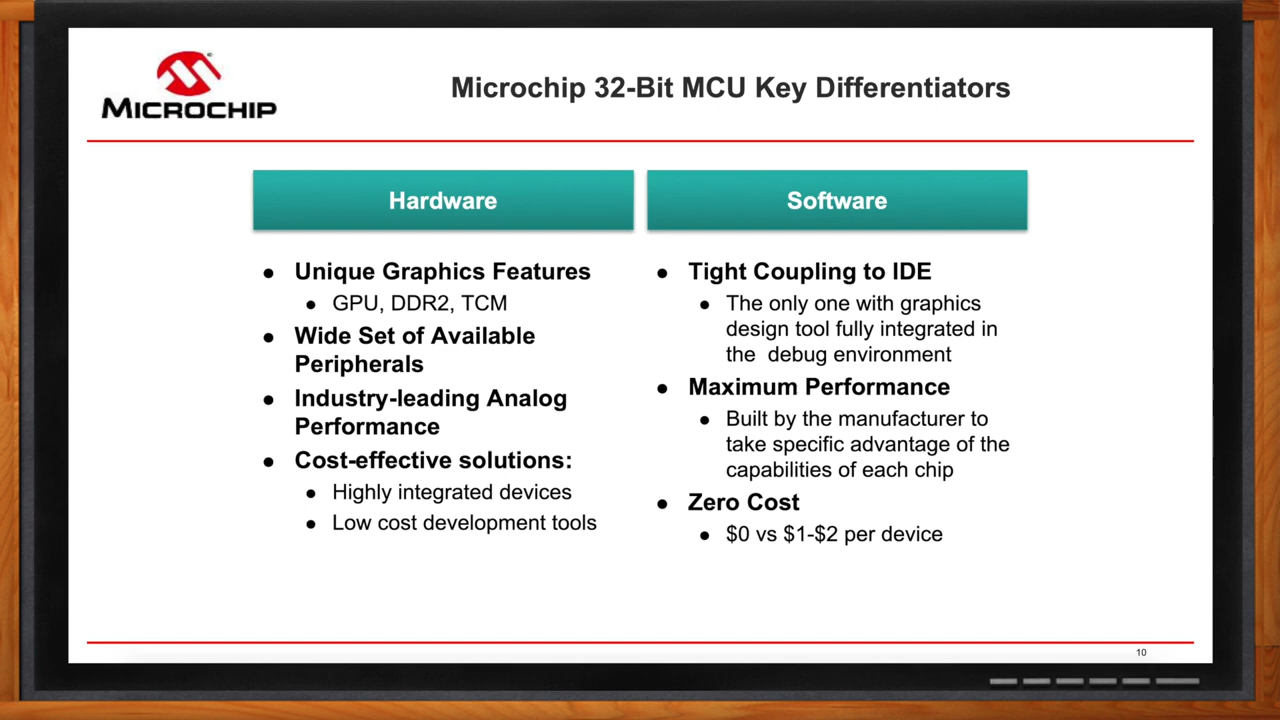 MICROCHIP
Microchip 32-Bit MCU Key Differentiators
Hardware
● Unique Graphics Features
● GPU, DDR2, TCM
● Wide Set of Available
Peripherals
● Industry-leading Analog
Performance
● Cost-effective solutions:
● Highly integrated devices
● Low cost development tools
Software
● Tight Coupling to IDE
● The only one with graphics
design tool fully integrated in
the debug environment
● Maximum Performance
● Built by the manufacturer to
take specific advantage of the
capabilities of each chip
● Zero Cost
● $0 vs $1-$2 per device
10